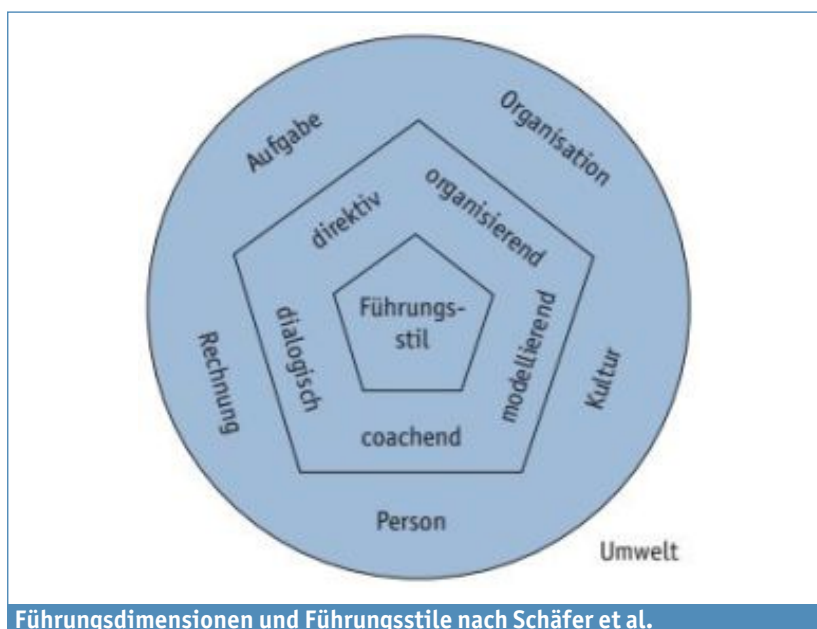 Aufgabe
Organisation
direktiv
organisierend
Führungs-
stil
dialogisch
modellierend
Rechnung
Kultur
coachend
Person
Umwelt
Führungsdimensionen und Führungsstile nach Schäfer et al.